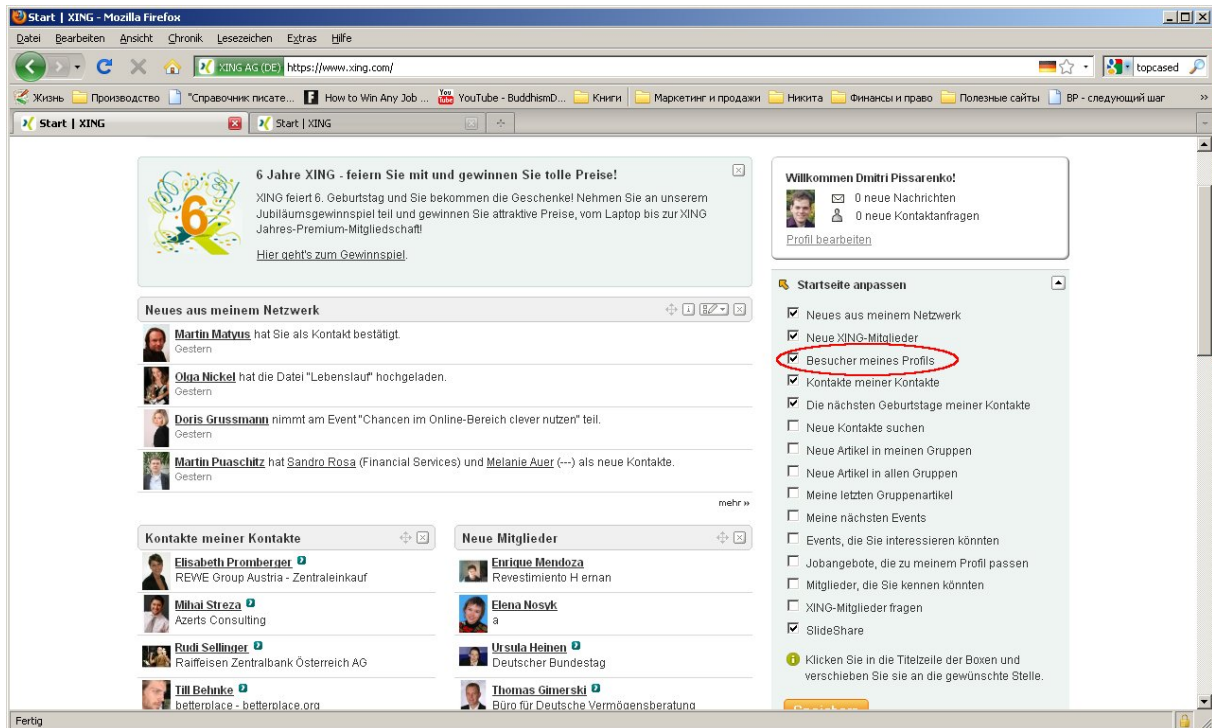 Start | XING - Mozilla Firefox
Datei Bearbeiten Ansicht Chronik Lesezeichen Extras Hilfe
XING AG (DE) https://www.xing.com/ topcased
Жизнь Производство "Справочник писате... How to Win Any Job ... YouTube - BuddhismD... Книги Маркетинг и продажи Никита Финансы и право Полезные сайты ВР - следующий шаг »
Start | XING Start | XING
6 Jahre XING - feiern Sie mit und gewinnen Sie tolle Preise!
6
XING feiert 6. Geburtstag und Sie bekommen die Geschenke! Nehmen Sie an unserem
Jubiläumsgewinnspiel teil und gewinnen Sie attraktive Preise, vom Laptop bis zur XING
Jahres-Premium-Mitgliedschaft!
Hier geht's zum Gewinnspiel.
Neues aus meinem Netzwerk
Martin Matyus hat Sie als Kontakt bestätigt.
Gestern
Olga Nickel hat die Datei "Lebenslauf" hochgeladen.
Gestern
Doris Grussmann nimmt am Event "Chancen im Online-Bereich clever nutzen" teil.
Gestern
Martin Puaschitz hat Sandro Rosa (Financial Services) und Melanie Auer (---) als neue Kontakte.
Gestern
mehr »
Kontakte meiner Kontakte
Elisabeth Promberger
REWE Group Austria - Zentraleinkauf
Mihai Streza
Azerts Consulting
Rudi Sellinger
Raiffeisen Zentralbank Österreich AG
Till Behnke
betterplace - betterplace.org
Neue Mitglieder
Enrique Mendoza
Revestimiento H ernan
Elena Nosyk
a
Ursula Heinen
Deutscher Bundestag
Thomas Gimerski
Büro für Deutsche Vermögensberatung
Willkommen Dmitri Pissarenko!
0 neue Nachrichten
0 neue Kontaktanfragen
Profil bearbeiten
Startseite anpassen
Neues aus meinem Netzwerk
Neue XING-Mitglieder
Besucher meines Profils
Kontakte meiner Kontakte
Die nächsten Geburtstage meiner Kontakte
Neue Kontakte suchen
Neue Artikel in meinen Gruppen
Neue Artikel in allen Gruppen
Meine letzten Gruppenartikel
Meine nächsten Events
Events, die Sie interessieren könnten
Jobangebote, die zu meinem Profil passen
Mitglieder, die Sie kennen könnten
XING-Mitglieder fragen
SlideShare
Klicken Sie in die Titelzeile der Boxen und
verschieben Sie sie an die gewünschte Stelle.
Speichern
Fertig